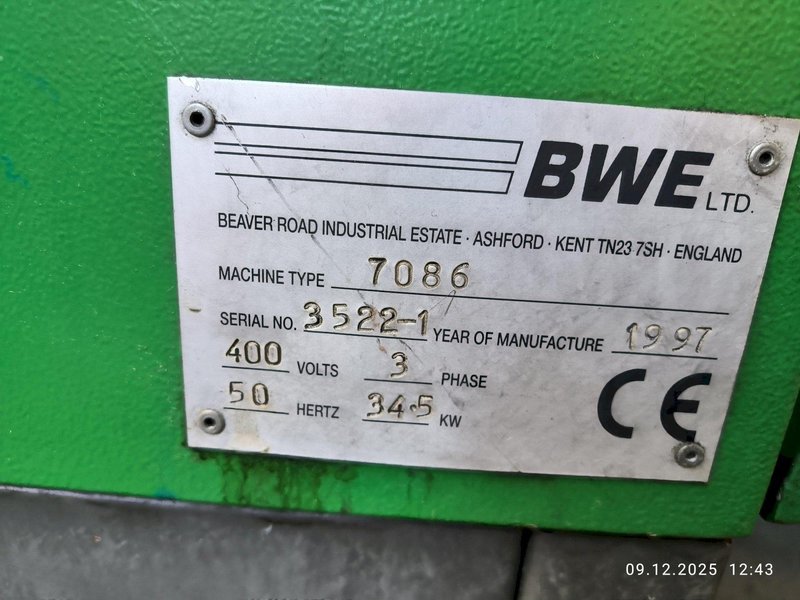 BWE LTD.
BEAVER ROAD INDUSTRIAL ESTATE · ASHFORD · KENT TN23 7SH · ENGLAND
MACHINE TYPE 7086
SERIAL NO. 3522-1 YEAR OF MANUFACTURE 1997
400 VOLTS 3 PHASE
50 HERTZ 34.5 KW
CE
09.12.2025 12:43